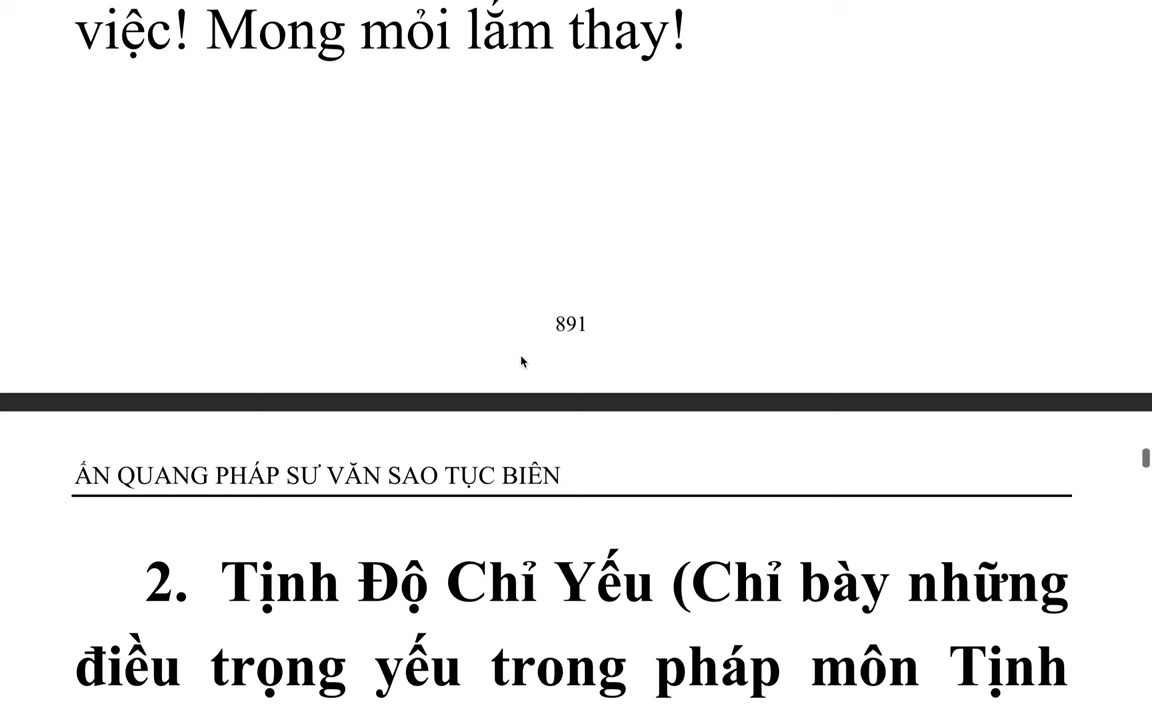 việc! Mong mỏi lắm thay!
891
ẤN QUANG PHÁP SƯ VĂN SAO TỤC BIÊN
2. Tịnh Độ Chỉ Yếu (Chỉ bày những
điều trọng yếu trong pháp môn Tịnh